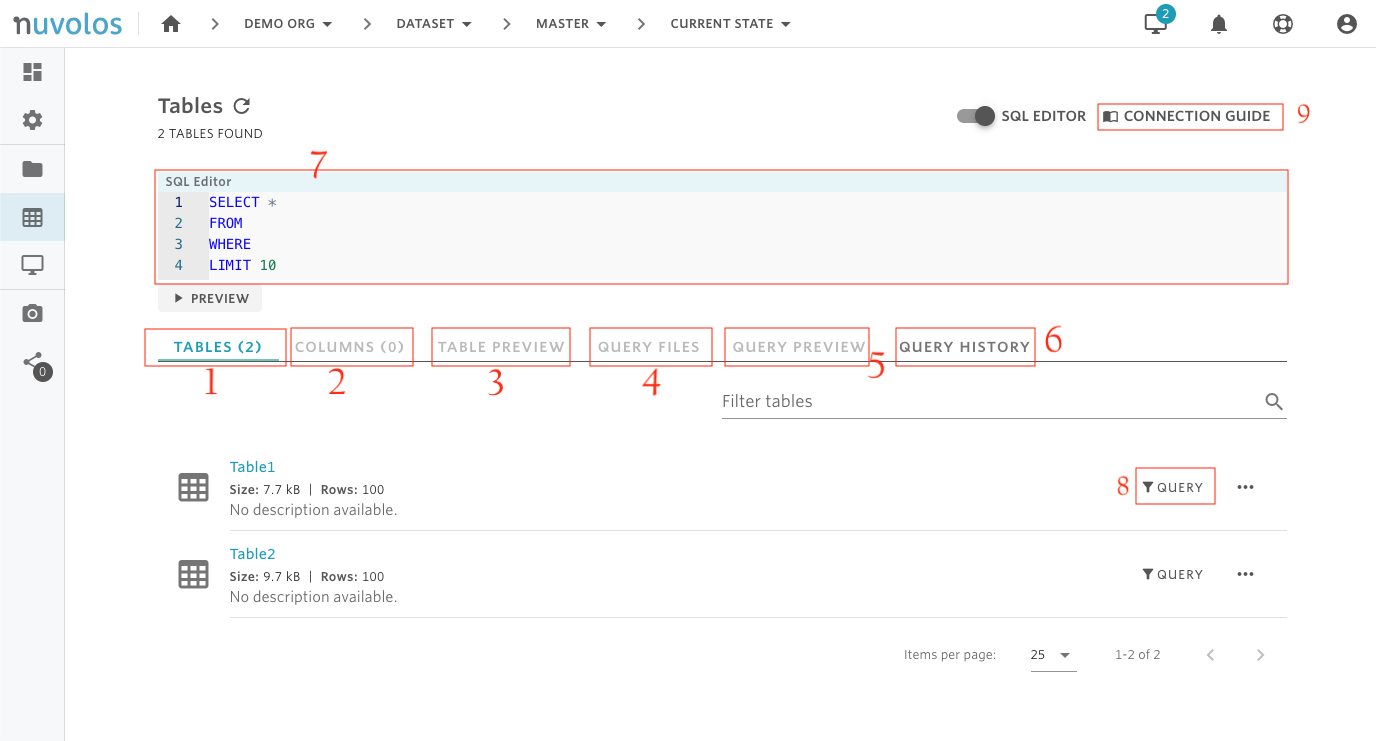 nuvolos
DEMO ORG
DATASET
MASTER
CURRENT STATE
2
Tables
2 TABLES FOUND
SQL EDITOR
CONNECTION GUIDE
9
7
SQL Editor
1 SELECT *
2 FROM
3 WHERE
4 LIMIT 10
PREVIEW
TABLES (2)
COLUMNS (0)
TABLE PREVIEW
QUERY FILES
QUERY PREVIEW
QUERY HISTORY
6
5
1
2
3
4
0
Filter tables
Table1
Size: 7.7 kB | Rows: 100
No description available.
8
QUERY
Table2
Size: 9.7 kB | Rows: 100
No description available.
QUERY
Items per page:
25
1-2 of 2